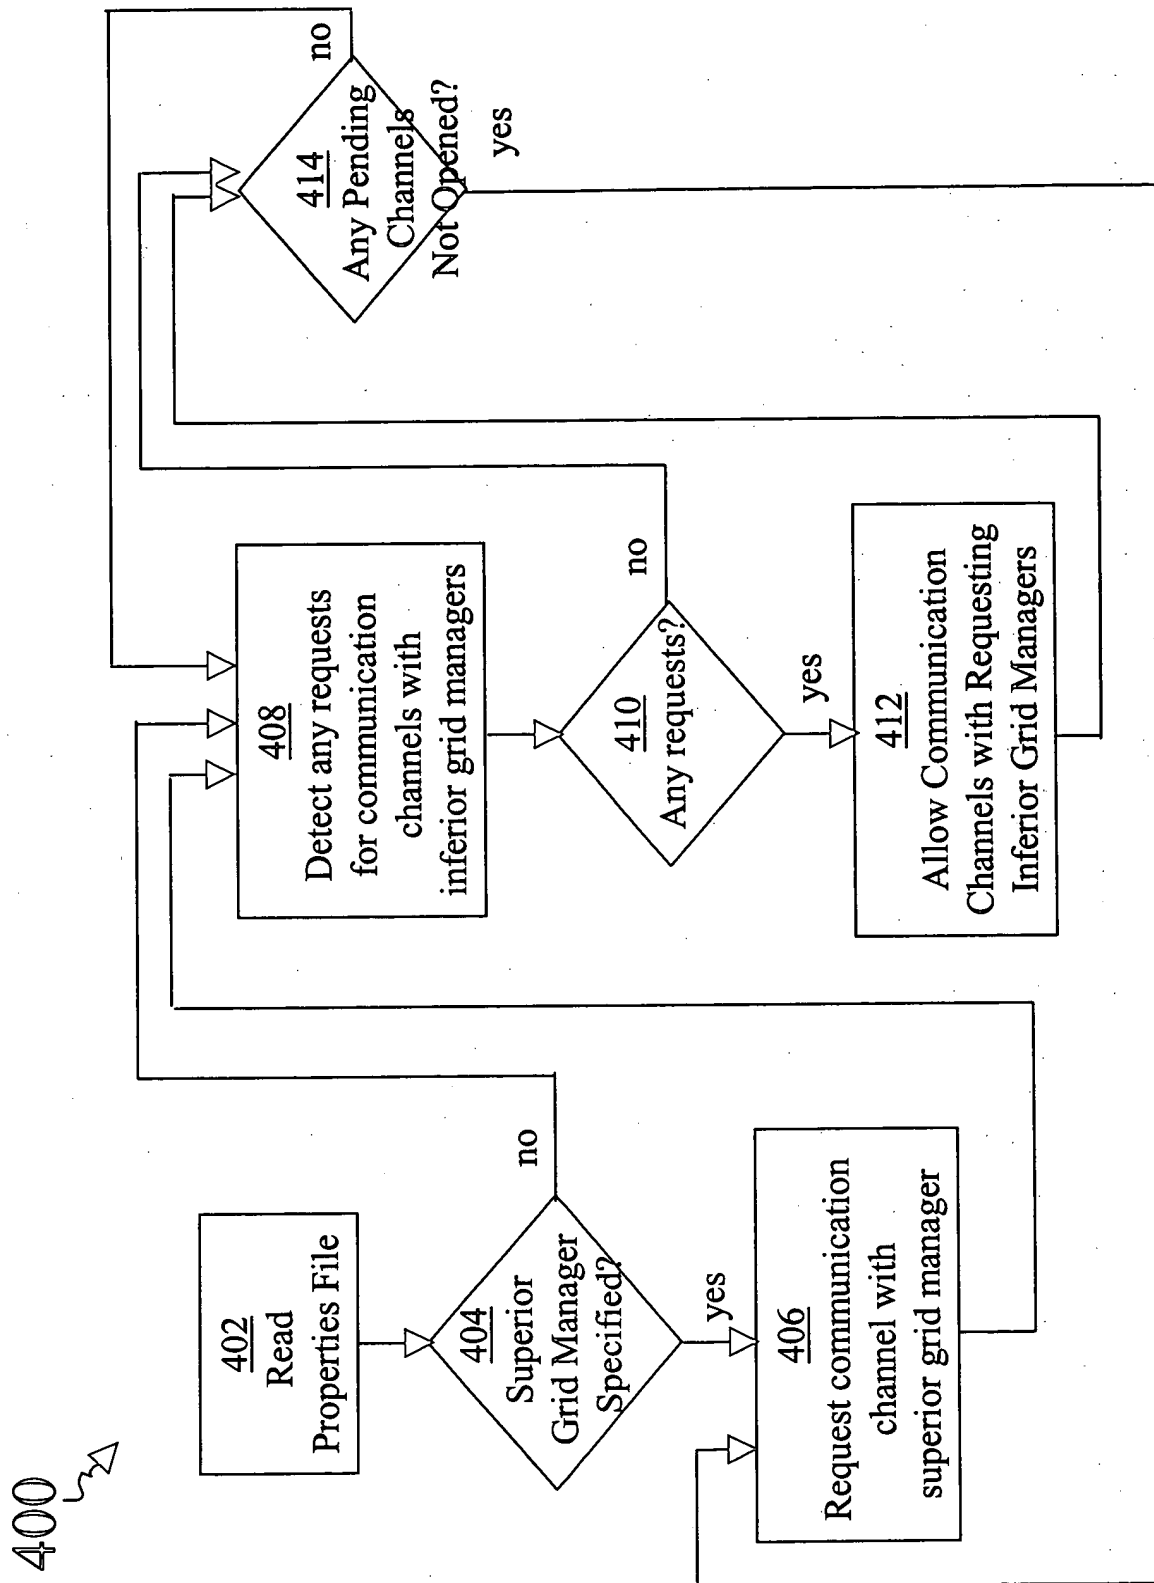 400
402
Read
Properties File
404
Superior
Grid Manager
Specified?
no
yes
406
Request communication
channel with
superior grid manager
408
Detect any requests
for communication
channels with
inferior grid managers
410
Any requests?
no
yes
412
Allow Communication
Channels with Requesting
Inferior Grid Managers
414
Any Pending
Channels
Not Opened?
no
yes